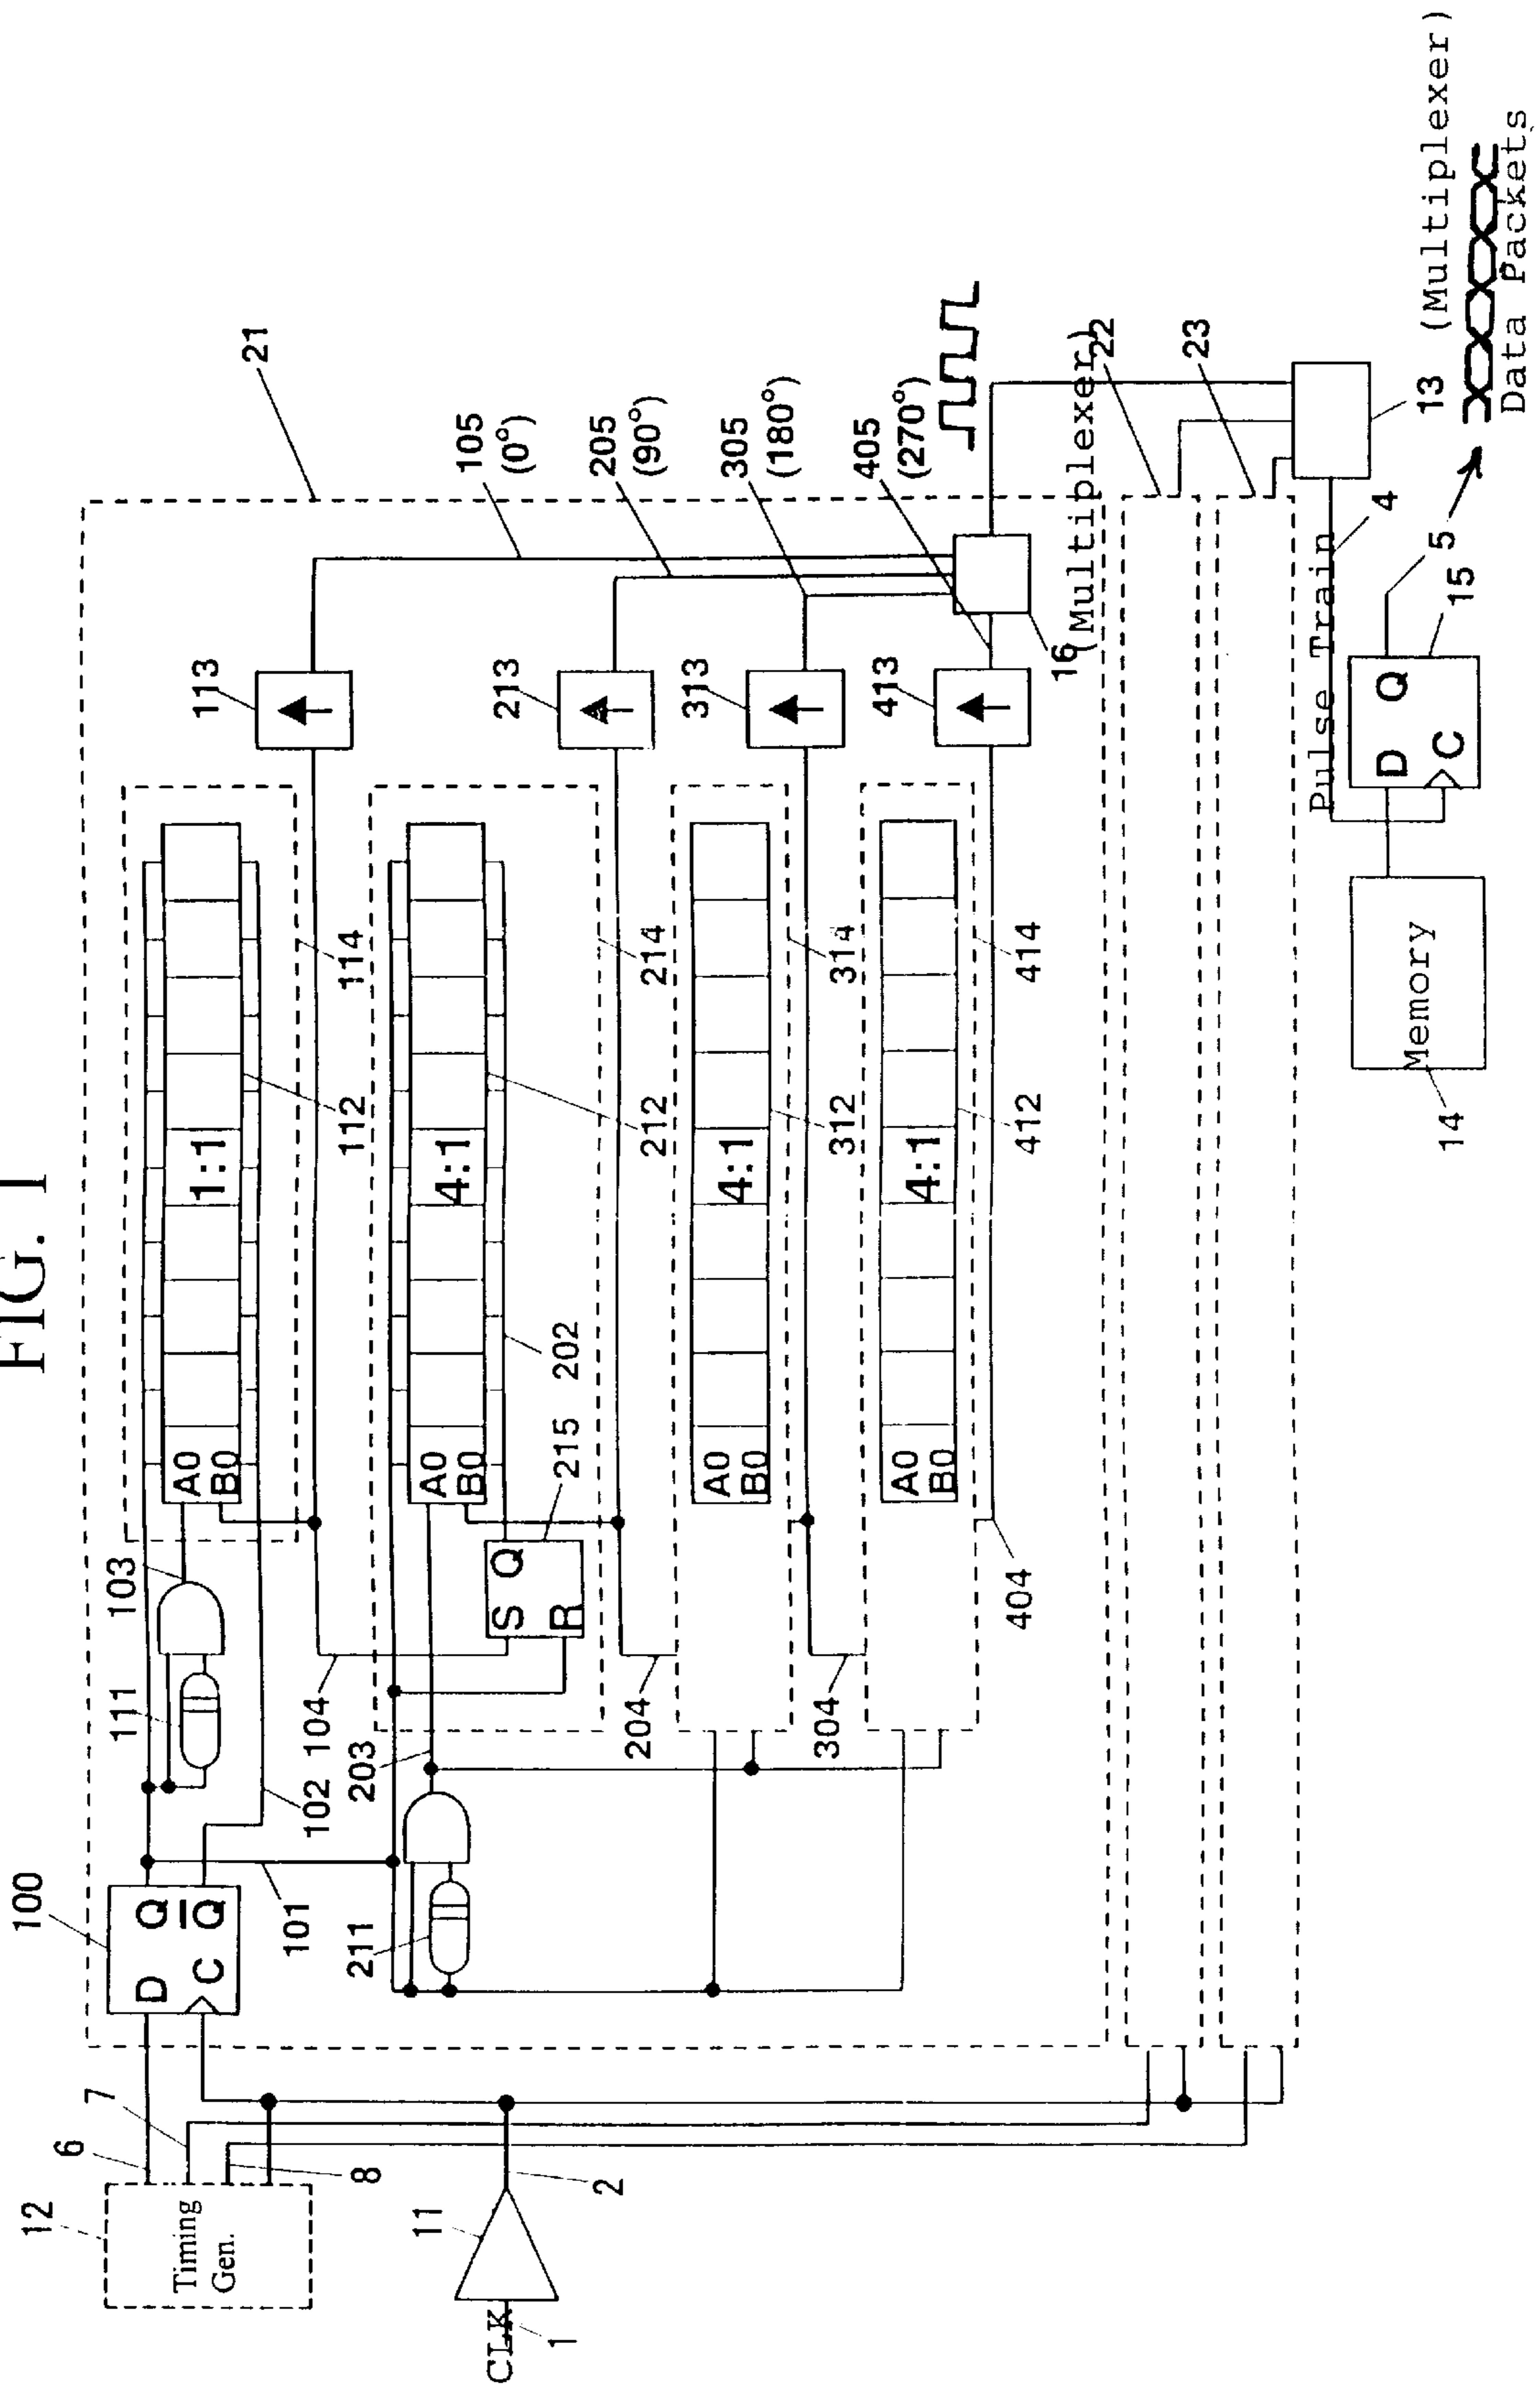 FIG. 1
12
Timing
Gen.
6
7
8
CLK
1
11
2
100
D Q
C Q
101
102
111
103
104
A0
B0
1:1
112
114
113
21
105
(0°)
211
203
S Q
R
215
202
A0
B0
4:1
212
214
213
205
(90°)
204
A0
B0
4:1
312
314
313
305
(180°)
304
A0
B0
4:1
412
414
413
405
(270°)
404
16
(Multiplexer)
22
23
13 (Multiplexer)
Pulse Train
4
14
Memory
D Q
C
15
5
Data Packets